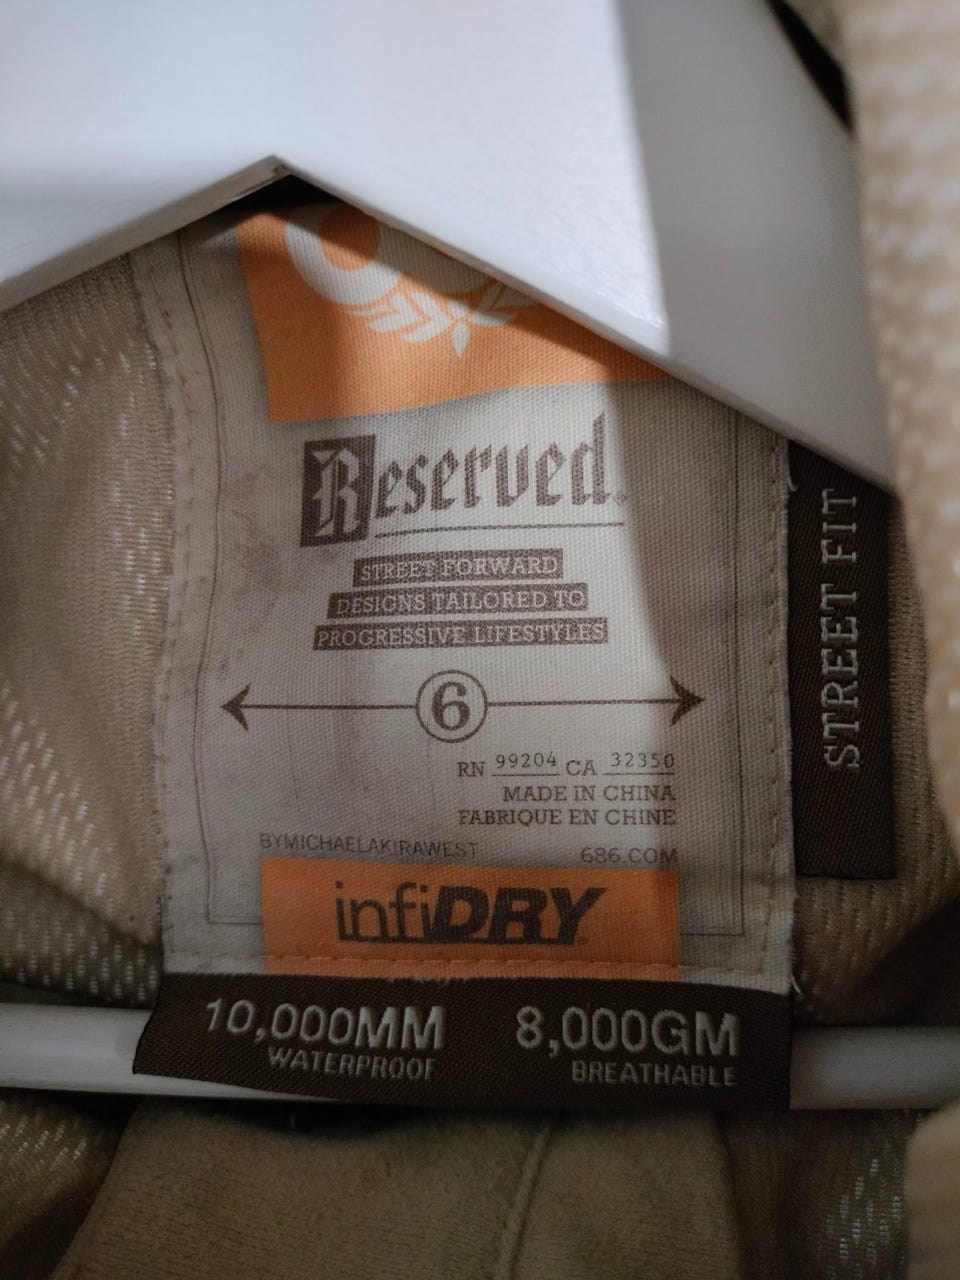 Reserved.
STREET FORWARD
DESIGNS TAILORED TO
PROGRESSIVE LIFESTYLES
6
RN 99204 CA 32350
MADE IN CHINA
FABRIQUE EN CHINE
BYMICHAELAKIRAWEST 686.COM
infiDRY
10,000MM 8,000GM
WATERPROOF BREATHABLE
STREET FIT